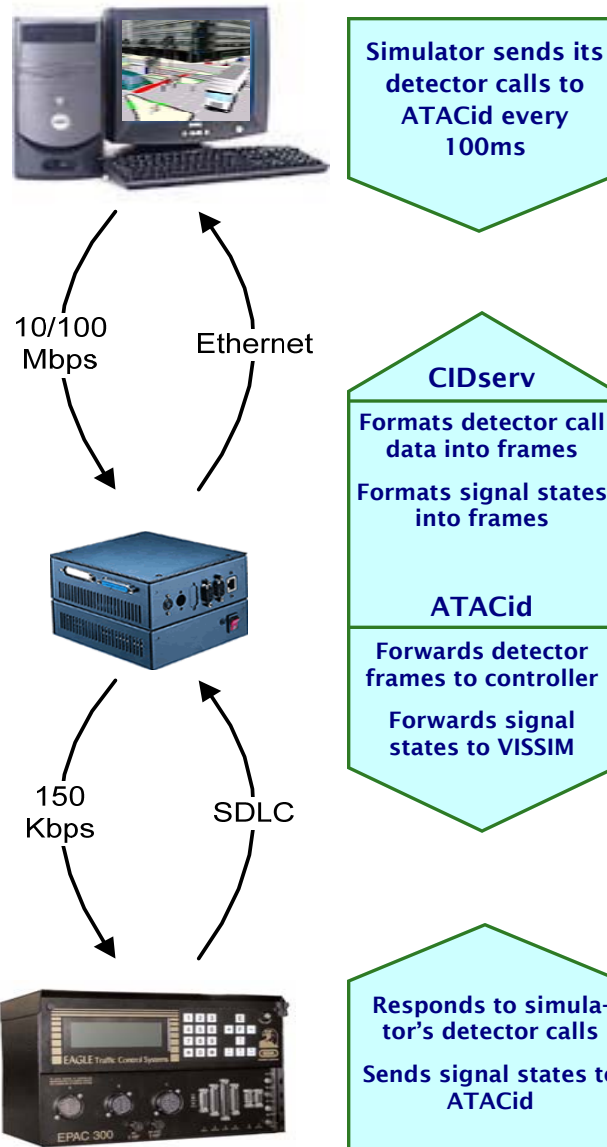 Simulator sends its
detector calls to
ATACid every
100ms
10/100
Mbps
Ethernet
CIDserv
Formats detector call
data into frames
Formats signal states
into frames
ATACid
Forwards detector
frames to controller
Forwards signal
states to VISSIM
150
Kbps
SDLC
Responds to simula-
tor's detector calls
Sends signal states to
ATACid
EAGLE Traffic Control Systems
EPAC 300